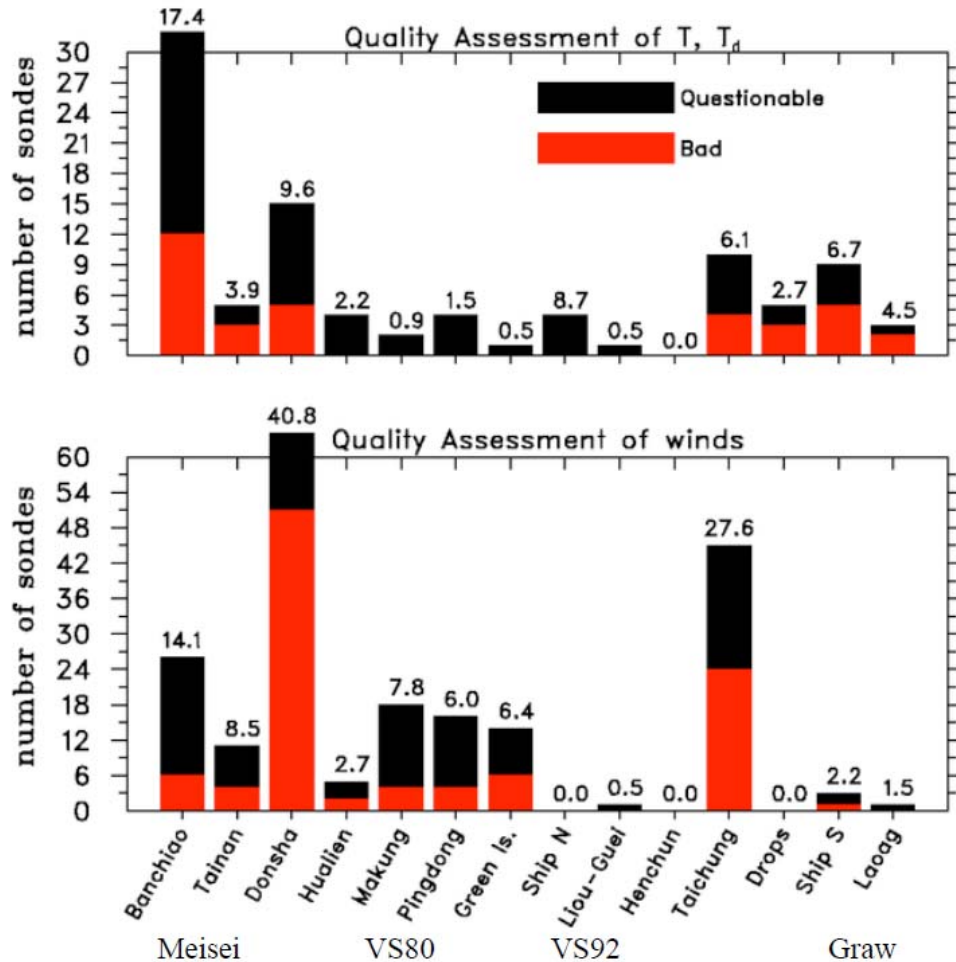 Quality Assessment of T, Td
17.4
30
27
24
21
18
15
12
9
6
3
0
number of sondes
Questionable
Bad
3.9
9.6
2.2
0.9
1.5
0.5
8.7
0.5
0.0
6.1
2.7
6.7
4.5
40.8
Quality Assessment of winds
60
54
48
42
36
30
24
18
12
6
0
number of sondes
14.1
8.5
2.7
7.8
6.0
6.4
0.0
0.5
0.0
27.6
0.0
2.2
1.5
Banchiao
Tainan
Donsha
Hualien
Makung
Pingdong
Green Is.
Ship N
Liou-Guei
Henchun
Taichung
Drops
Ship S
Laoag
Meisei VS80 VS92 Graw